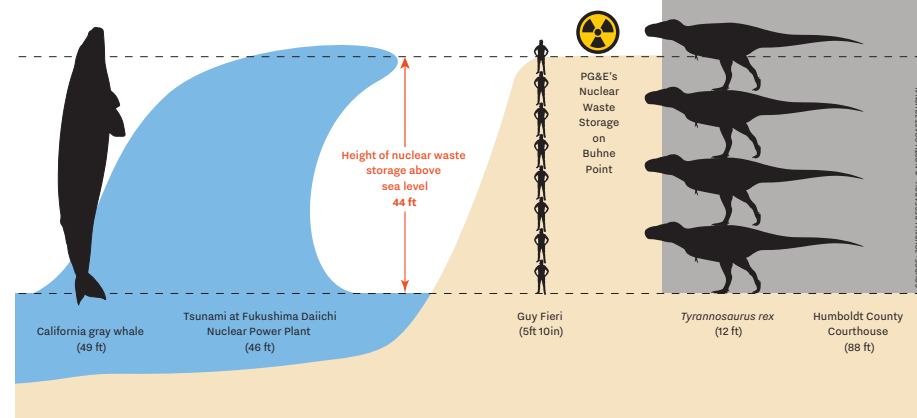 PG&E's
Nuclear
Waste
Storage
on
Buhne
Point
Height of nuclear waste
storage above
sea level
44 ft
California gray whale
(49 ft)
Tsunami at Fukushima Daiichi
Nuclear Power Plant
(46 ft)
Guy Fieri
(5ft 10in)
Tyrannosaurus rex
(12 ft)
Humboldt County
Courthouse
(88 ft)